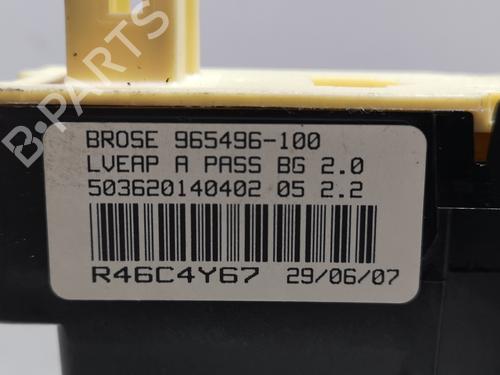 BROSE 965496-100
LVEAP A PASS BG 2.0
503620140402 05 2.2
R46C4Y67 29/06/07
B-PARTS